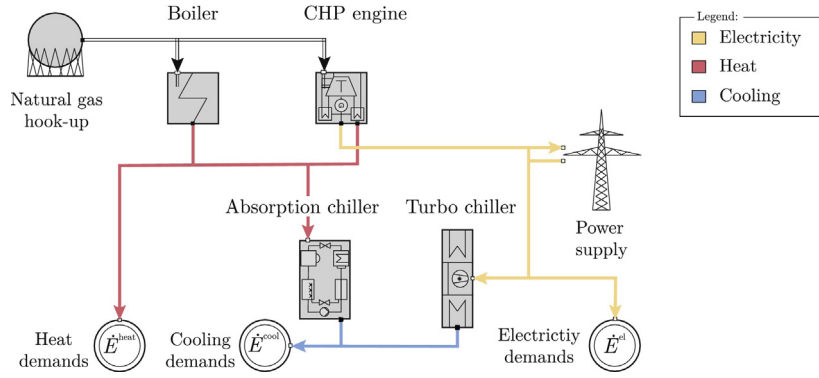 Boiler
CHP engine
Legend:
Electricity
Heat
Cooling
Natural gas
hook-up
T
Absorption chiller
Turbo chiller
Power
supply
Heat
demands
Ė^heat
Cooling
demands
Ė^cool
Electrictiy
demands
Ė^el